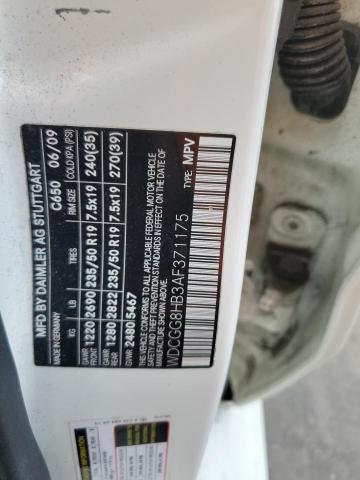 MFD BY DAIMLER AG STUTTGART
MADE IN GERMANY C650 06/09
KG LB TIRES RIM SIZE COLD KPA (PSI)
GAWR FRONT 1220 2690 235/50 R19 7.5x19 240(35)
GAWR REAR 1280 2822 235/50 R19 7.5x19 270(39)
GVWR 2480 5467
THIS VEHICLE CONFORMS TO ALL APPLICABLE FEDERAL MOTOR VEHICLE
SAFETY, BUMPER AND THEFT PREVENTION STANDARDS IN EFFECT ON THE DATE OF
MANUFACTURE SHOWN ABOVE.
WDCGG8HB3AF371175 TYPE: MPV